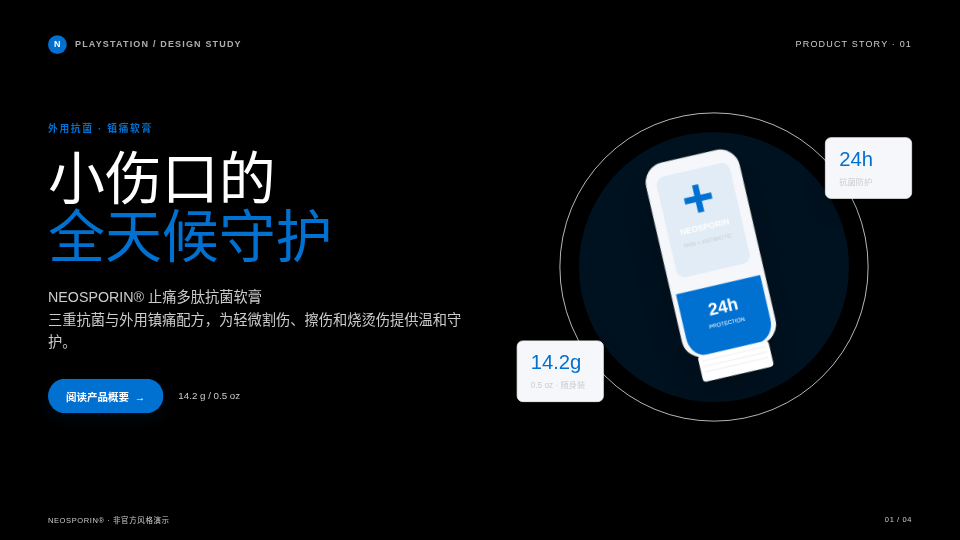 N PLAYSTATION / DESIGN STUDY
PRODUCT STORY · 01
外用抗菌 · 镇痛软膏
小伤口的
全天候守护
NEOSPORIN® 止痛多肽抗菌软膏
三重抗菌与外用镇痛配方，为轻微割伤、擦伤和烧烫伤提供温和守
护。
阅读产品概要 →
14.2 g / 0.5 oz
24h
抗菌防护
NEOSPORIN
24h
PROTECTION
14.2g
0.5 oz · 随身装
NEOSPORIN® · 非官方风格演示
01 / 04